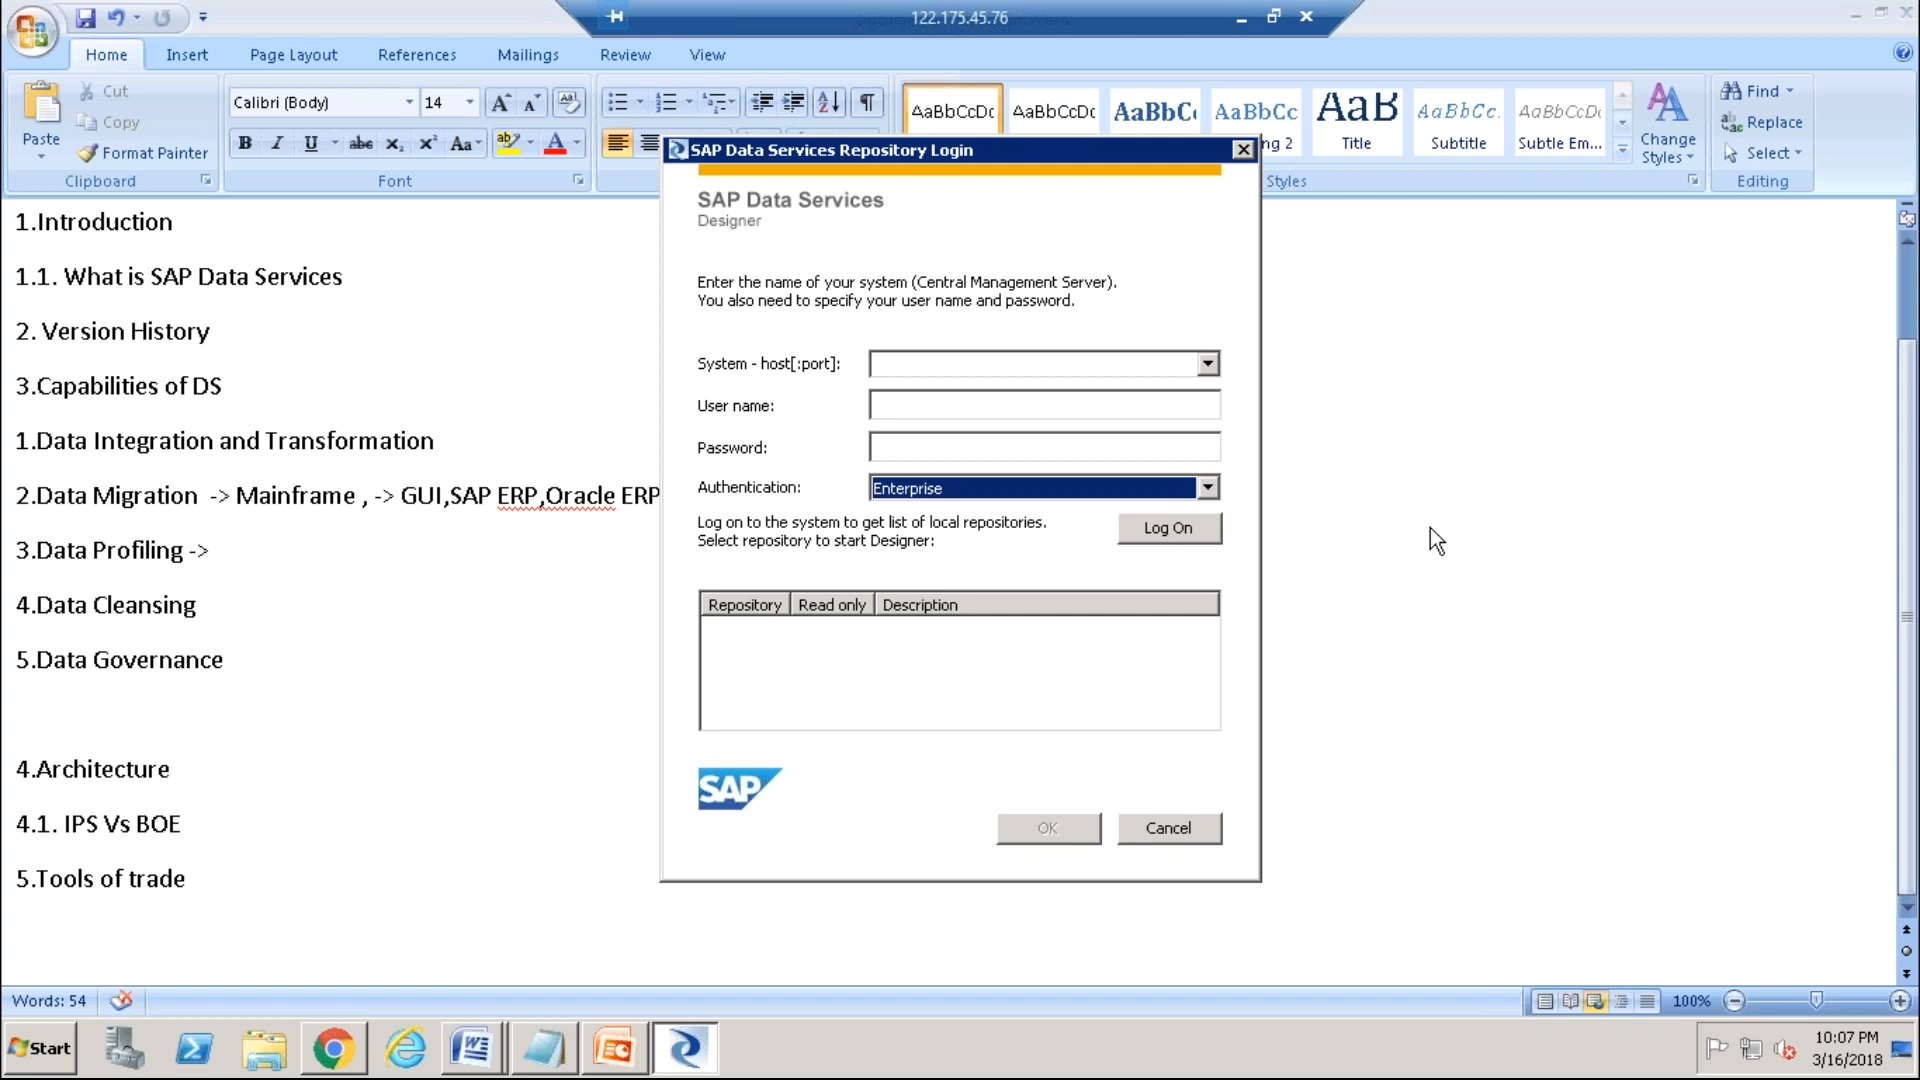 122.175.45.76
Home Insert Page Layout References Mailings Review View
Paste
Cut
Copy
Format Painter
Clipboard
Calibri (Body) 14
Font
AaBbCcDc AaBbCcDc AaBbC AaBbCc AaB AaBbCc. AaBbCcDc
ng 2 Title Subtitle Subtle Em...
Styles
Change
Styles
Find
Replace
Select
Editing
1.Introduction
1.1. What is SAP Data Services
2. Version History
3.Capabilities of DS
1.Data Integration and Transformation
2.Data Migration -> Mainframe , -> GUI,SAP ERP,Oracle ERP
3.Data Profiling ->
4.Data Cleansing
5.Data Governance
4.Architecture
4.1. IPS Vs BOE
5.Tools of trade
SAP Data Services Repository Login
SAP Data Services
Designer
Enter the name of your system (Central Management Server).
You also need to specify your user name and password.
System - host[:port]:
User name:
Password:
Authentication: Enterprise
Log on to the system to get list of local repositories.
Select repository to start Designer:
Log On
Repository Read only Description
SAP
OK Cancel
Words: 54
100%
Start
10:07 PM
3/16/2018